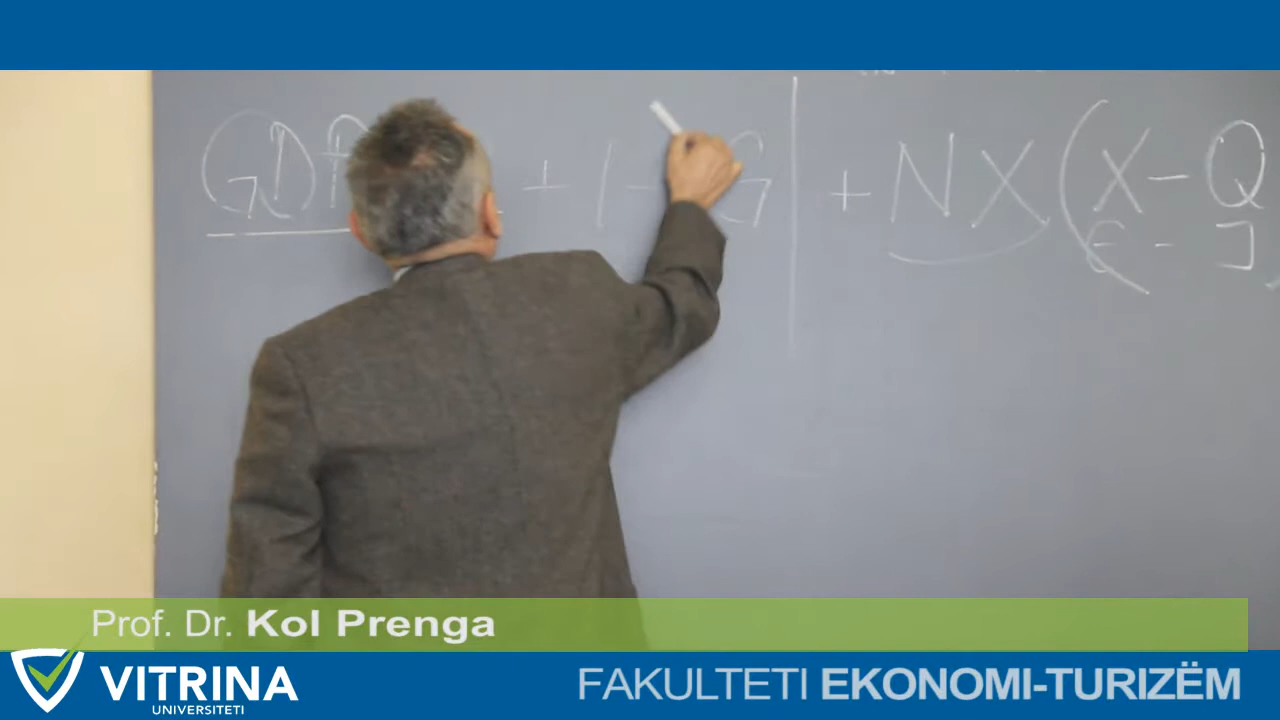 GDP + I - G + NX (X - Q
E - J
Prof. Dr. Kol Prenga
VITRINA
UNIVERSITETI
FAKULTETI EKONOMI-TURIZËM